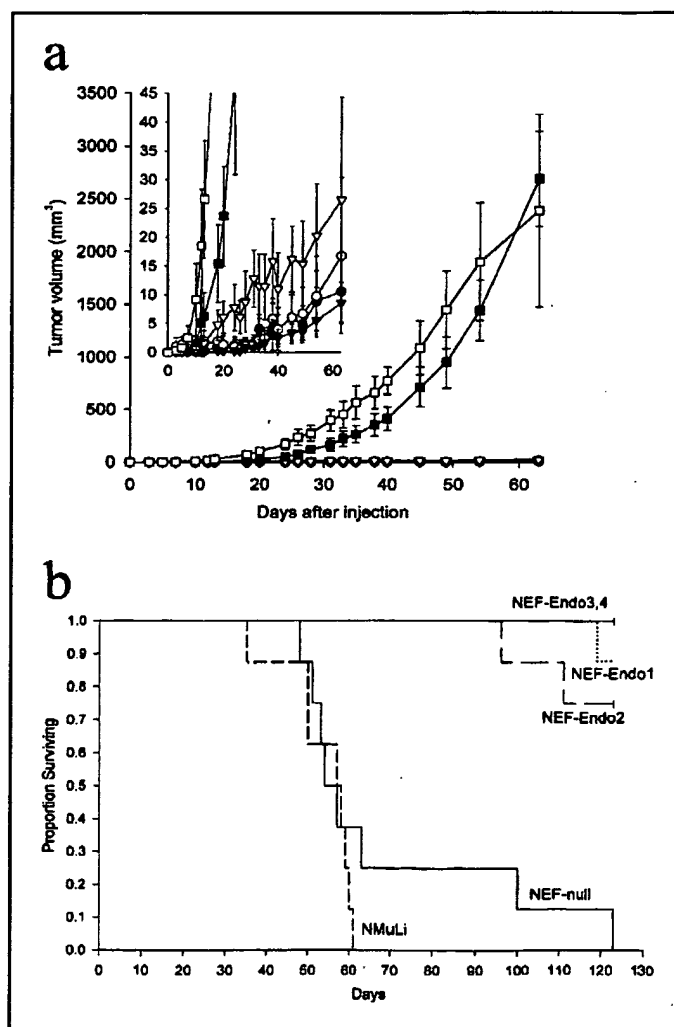 a
3500
3000
2500
2000
1500
1000
500
0
Tumor volume (mm³)
45
40
35
30
25
20
15
10
5
0
0 20 40 60
0 10 20 30 40 50 60
Days after injection
b
NEF-Endo3,4
NEF-Endo1
NEF-Endo2
NEF-null
NMuLi
1.0
0.9
0.8
0.7
0.6
0.5
0.4
0.3
0.2
0.1
0.0
Proportion Surviving
0 10 20 30 40 50 60 70 80 90 100 110 120 130
Days